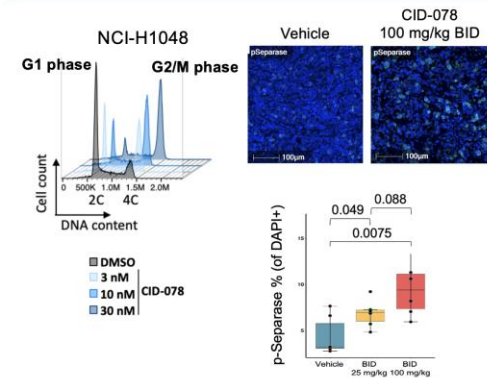 NCI-H1048
G1 phase
G2/M phase
Cell count
0 500K 1.0M 1.5M 2.0M
2C 4C
DNA content
DMSO
3 nM
10 nM
30 nM
CID-078
Vehicle
CID-078
100 mg/kg BID
pSeparase
100µm
pSeparase
100µm
0.088
0.049
0.0075
p-Separase % (of DAPI+)
15
10
5
Vehicle
BID
25 mg/kg
BID
100 mg/kg